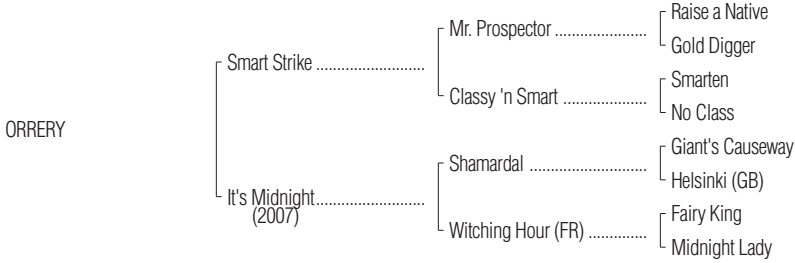 Raise a Native
Mr. Prospector ......................
Gold Digger
Smart Strike ..........................
Smarten
Classy 'n Smart ....................
No Class
ORRERY
Giant's Causeway
Shamardal ............................
Helsinki (GB)
It's Midnight..........................
(2007)
Fairy King
Witching Hour (FR) ..............
Midnight Lady